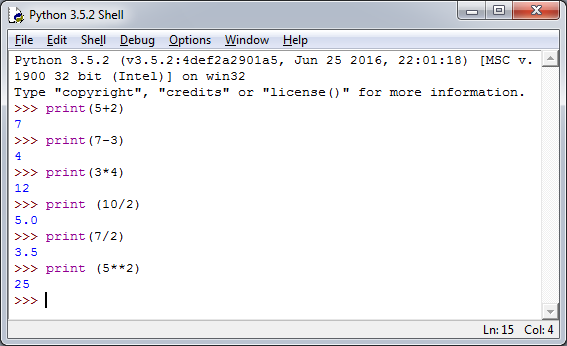 Python 3.5.2 Shell
File Edit Shell Debug Options Window Help
Python 3.5.2 (v3.5.2:4def2a2901a5, Jun 25 2016, 22:01:18) [MSC v.
1900 32 bit (Intel)] on win32
Type "copyright", "credits" or "license()" for more information.
>>> print(5+2)
7
>>> print(7-3)
4
>>> print(3*4)
12
>>> print (10/2)
5.0
>>> print(7/2)
3.5
>>> print (5**2)
25
>>>
Ln: 15 Col: 4